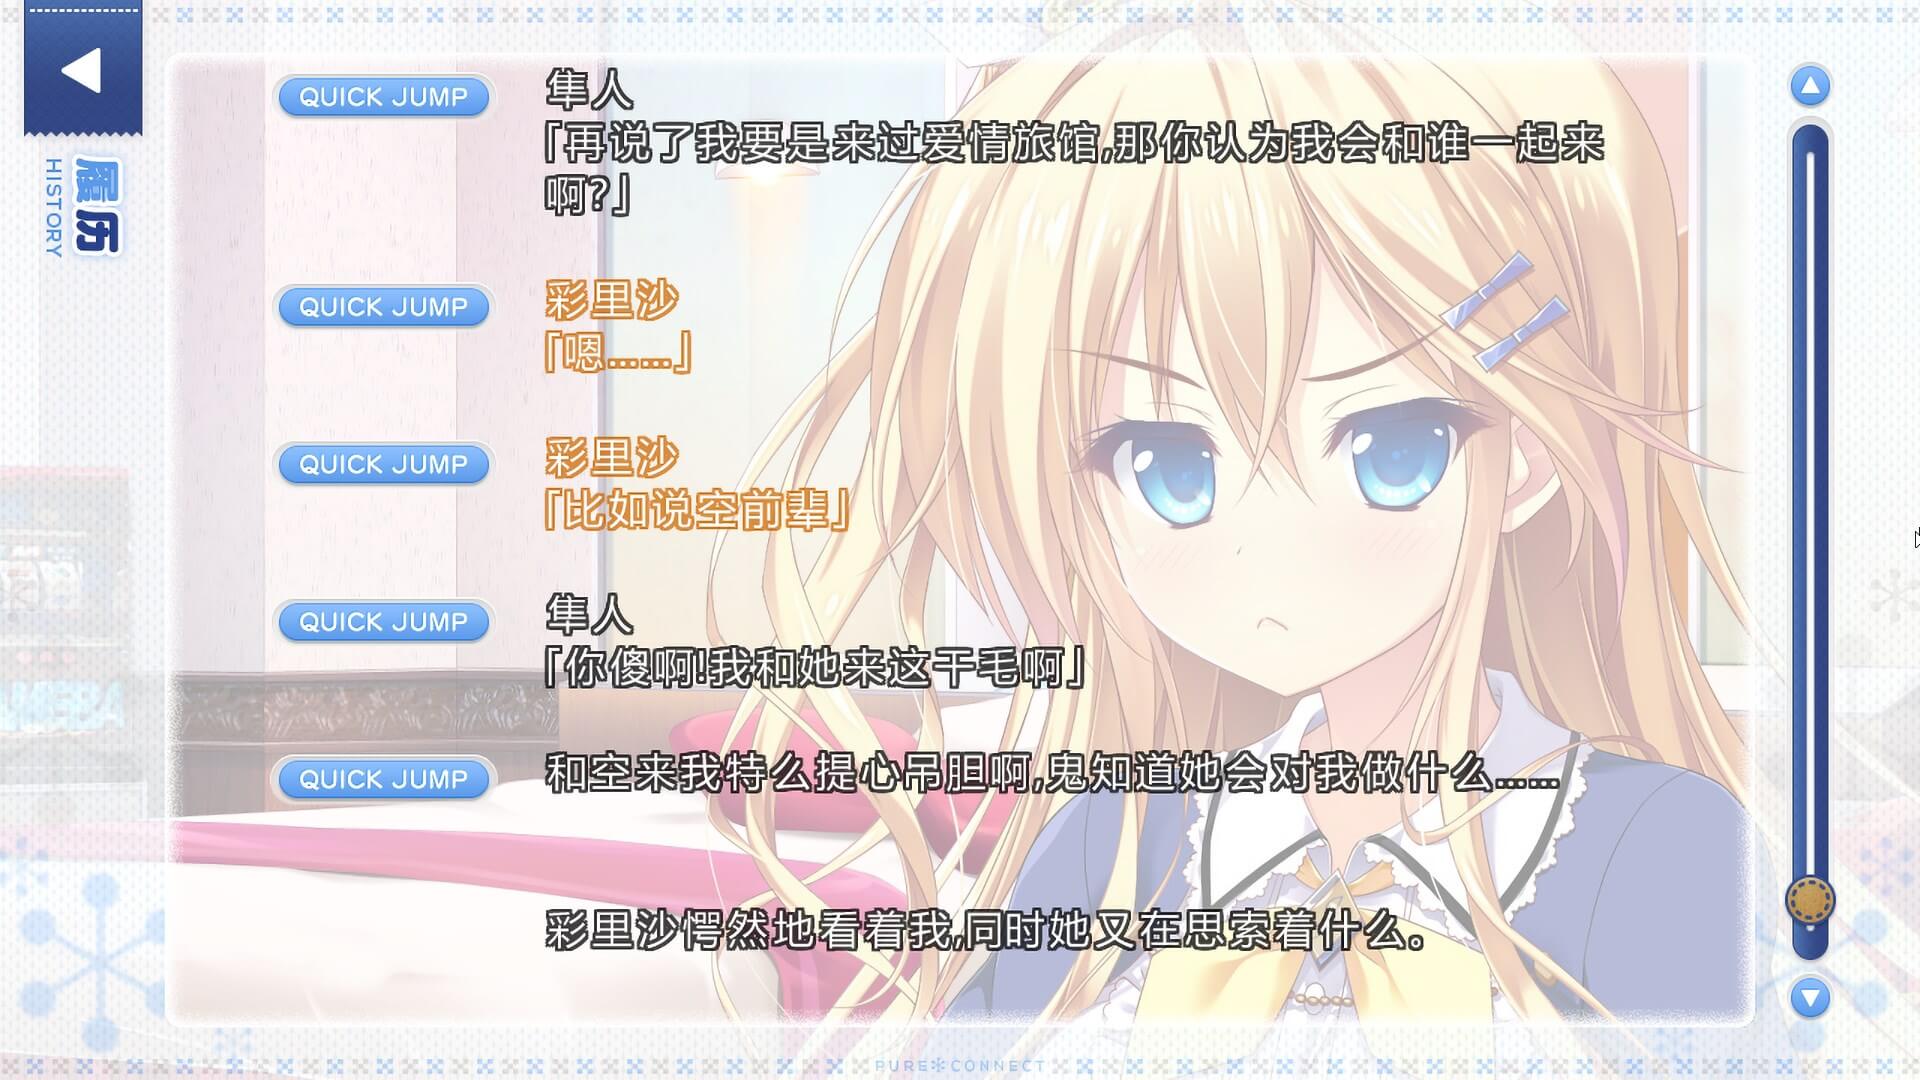 履历
HISTORY
QUICK JUMP
隼人
「再说了我要是来过爱情旅馆,那你认为我会和谁一起来
啊?」
QUICK JUMP
彩里沙
「嗯……」
QUICK JUMP
彩里沙
「比如说空前辈」
QUICK JUMP
隼人
「你傻啊!我和她来这干毛啊」
QUICK JUMP
和空来我特么提心吊胆啊,鬼知道她会对我做什么……
彩里沙愕然地看着我,同时她又在思索着什么。
PURE CONNECT